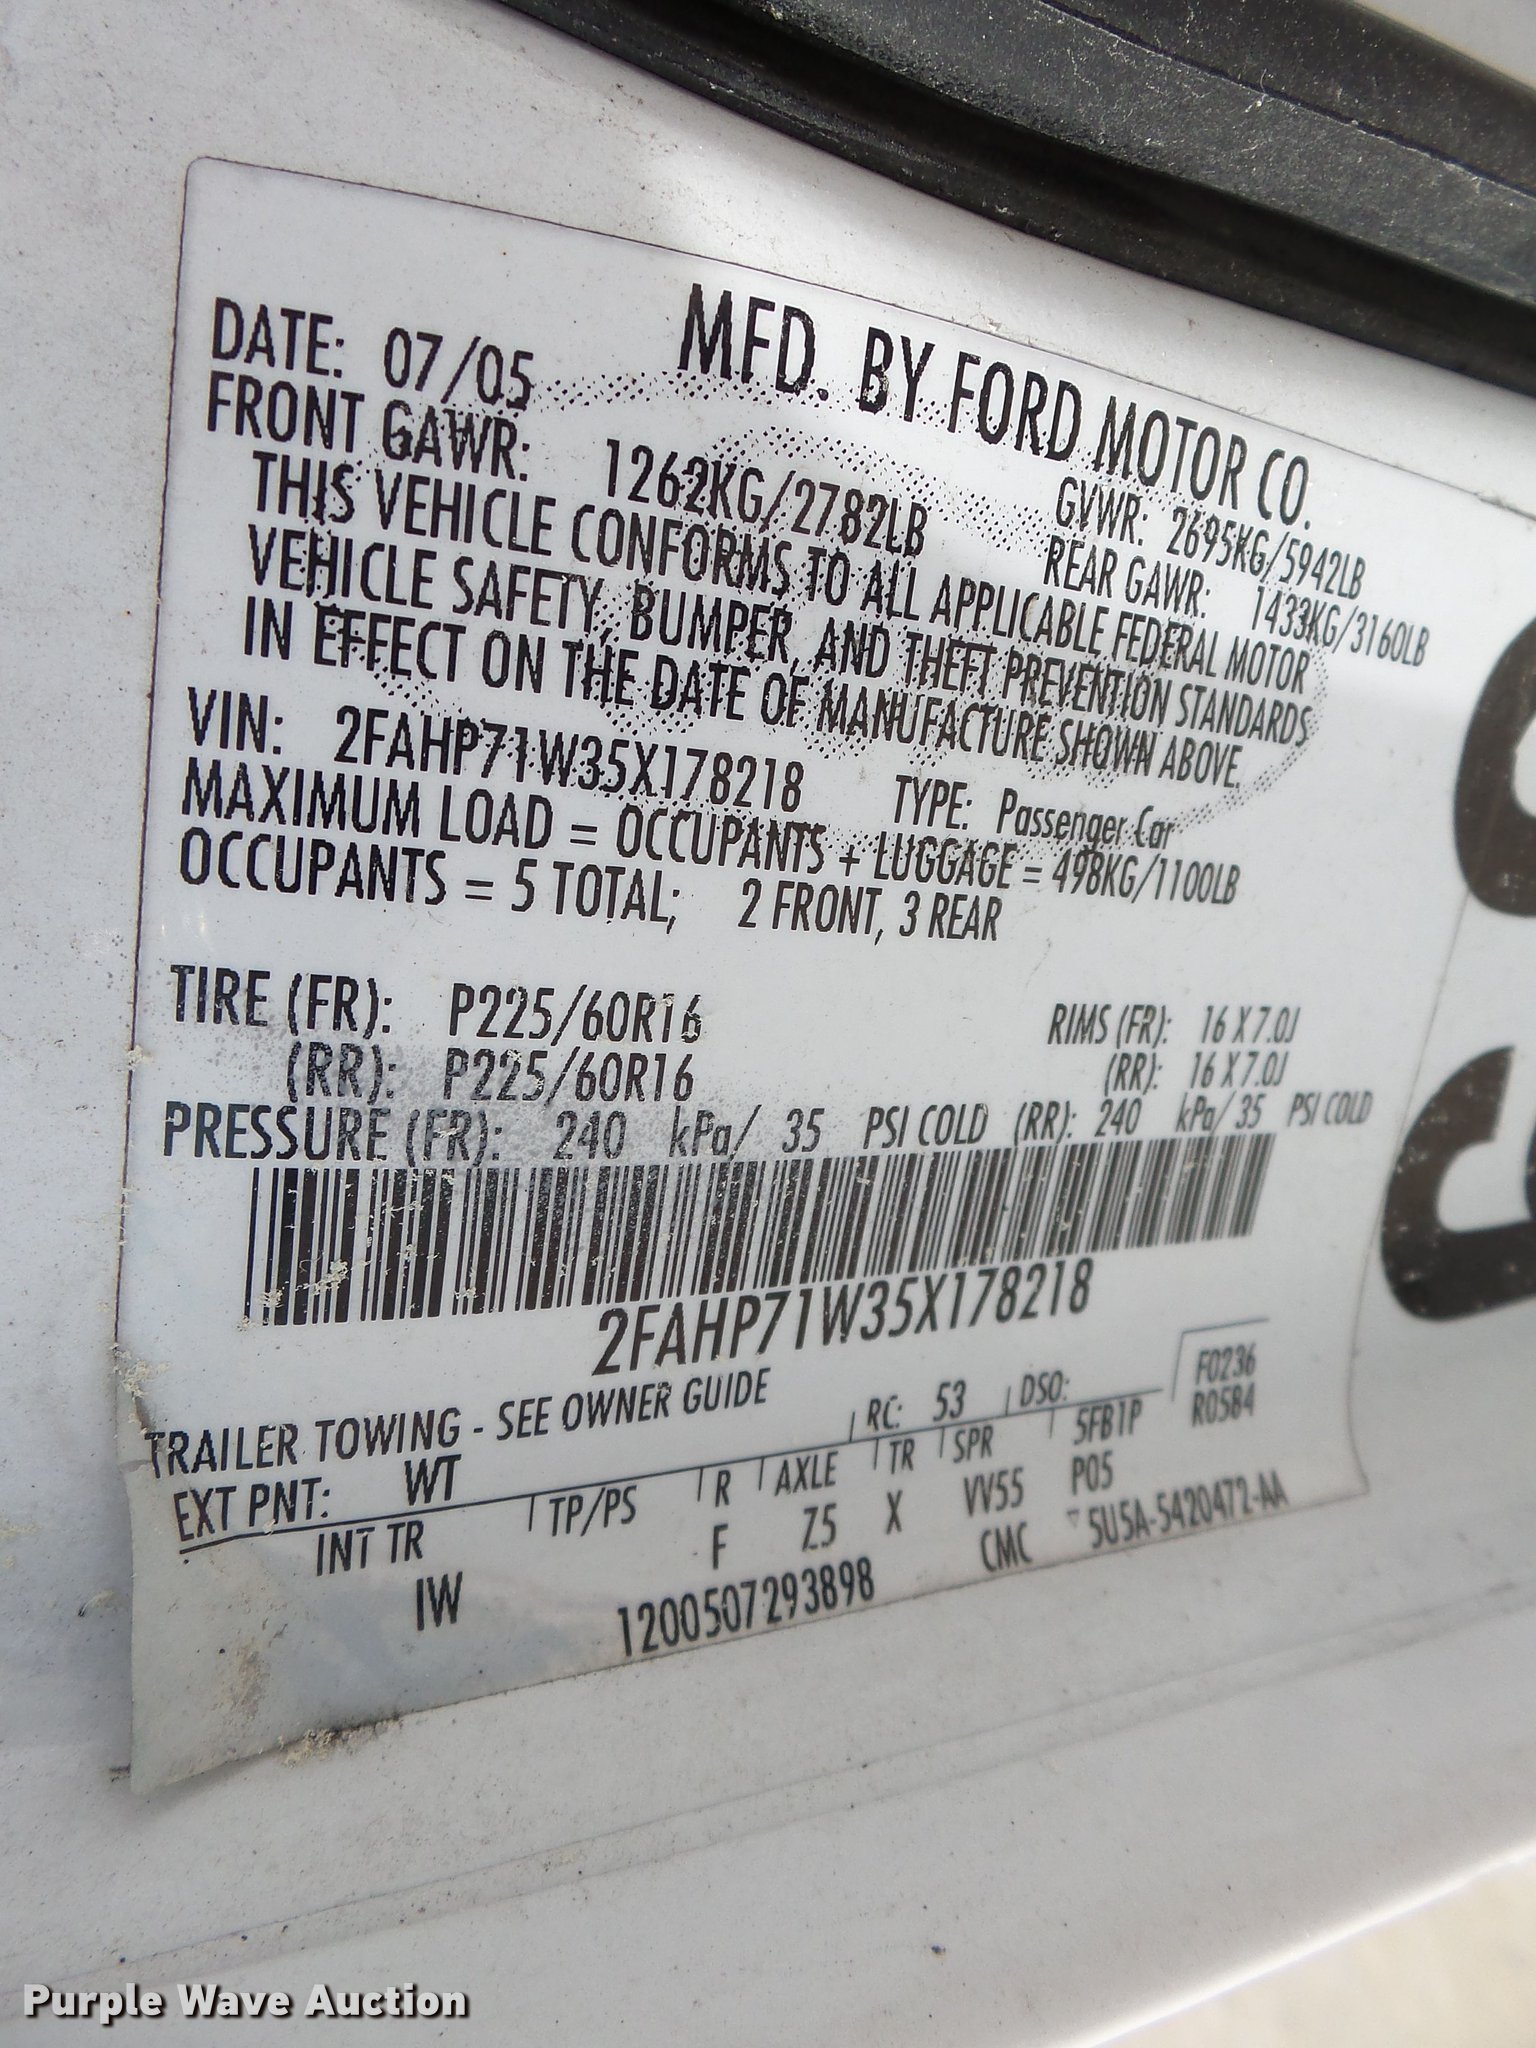 MFD. BY FORD MOTOR CO.
DATE: 07/05 GVWR: 2695KG/5942LB
FRONT GAWR: 1262KG/2782LB REAR GAWR: 1433KG/3160LB
THIS VEHICLE CONFORMS TO ALL APPLICABLE FEDERAL MOTOR
VEHICLE SAFETY, BUMPER, AND THEFT PREVENTION STANDARDS
IN EFFECT ON THE DATE OF MANUFACTURE SHOWN ABOVE.
VIN: 2FAHP71W35X178218 TYPE: Passenger Car
MAXIMUM LOAD = OCCUPANTS + LUGGAGE = 498KG/1100LB
OCCUPANTS = 5 TOTAL; 2 FRONT, 3 REAR
TIRE (FR): P225/60R16 RIMS (FR): 16 X 7.0J
(RR): P225/60R16 (RR): 16 X 7.0J
PRESSURE (FR): 240 kPa/ 35 PSI COLD (RR): 240 kPa/ 35 PSI COLD
2FAHP71W35X178218
TRAILER TOWING - SEE OWNER GUIDE
F0236
EXT PNT: WT RC: 53 DSO: R0584
INT TR TP/PS R AXLE TR SPR 5FB1P
IW F Z5 X VV55 P05
1200507293898 CMC 5U5A-5420472-AA
Purple Wave Auction